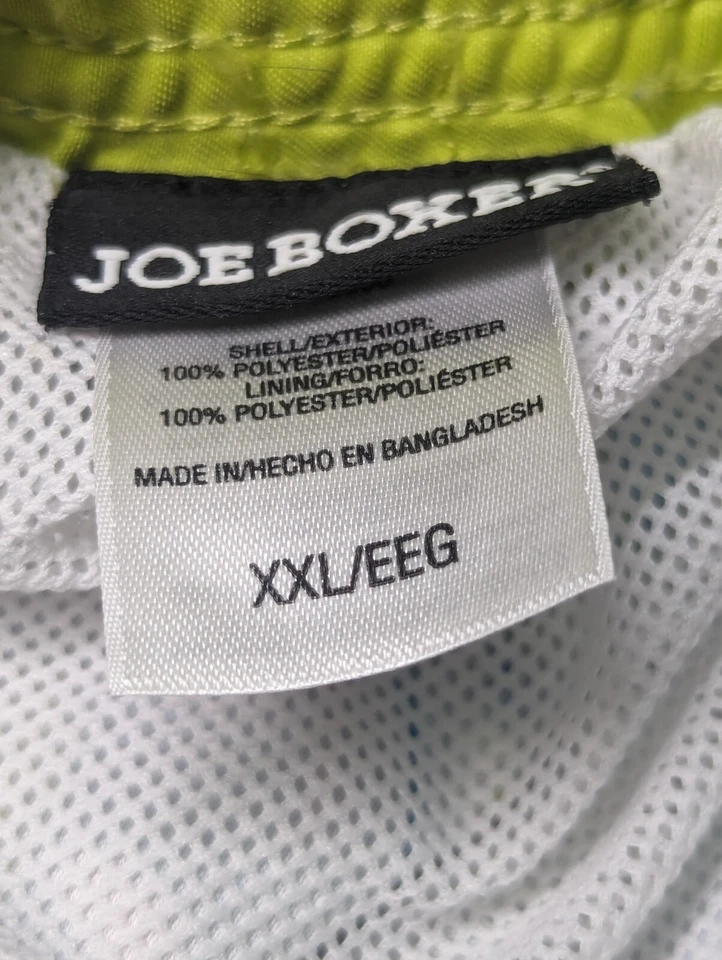 JOE BOXER
SHELL/EXTERIOR:
100% POLYESTER/POLIÉSTER
LINING/FORRO:
100% POLYESTER/POLIÉSTER
MADE IN/HECHO EN BANGLADESH
XXL/EEG